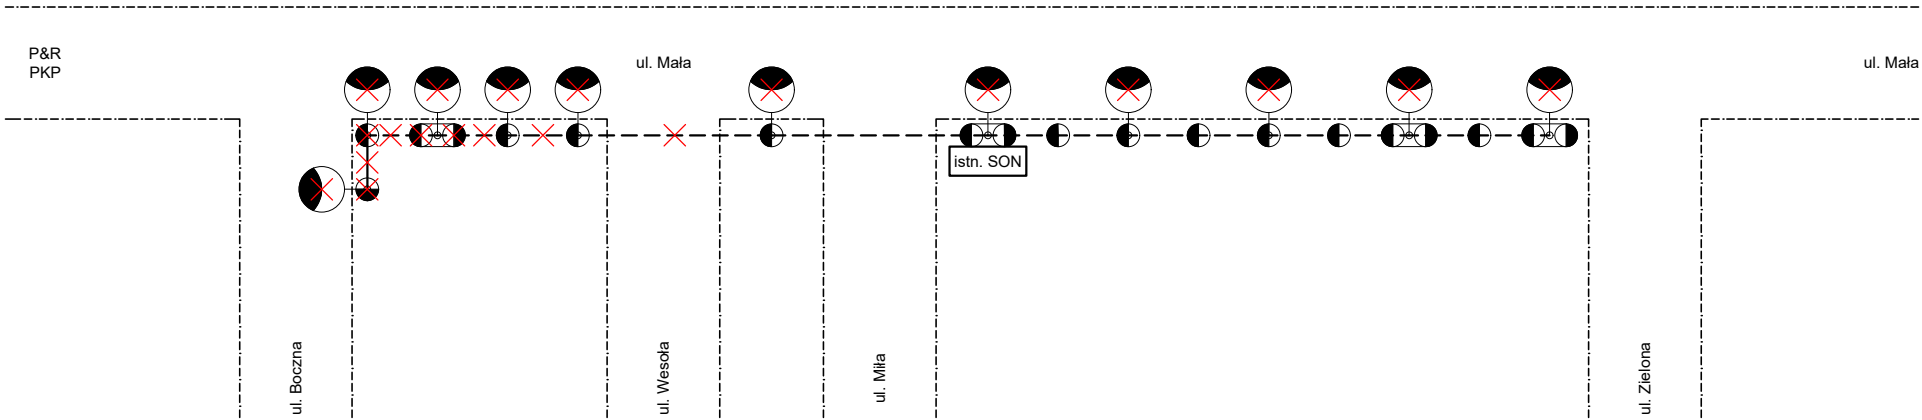 P&R
PKP
ul. Mała
ul. Mała
istn. SON
ul. Boczna
ul. Wesoła
ul. Miła
ul. Zielona